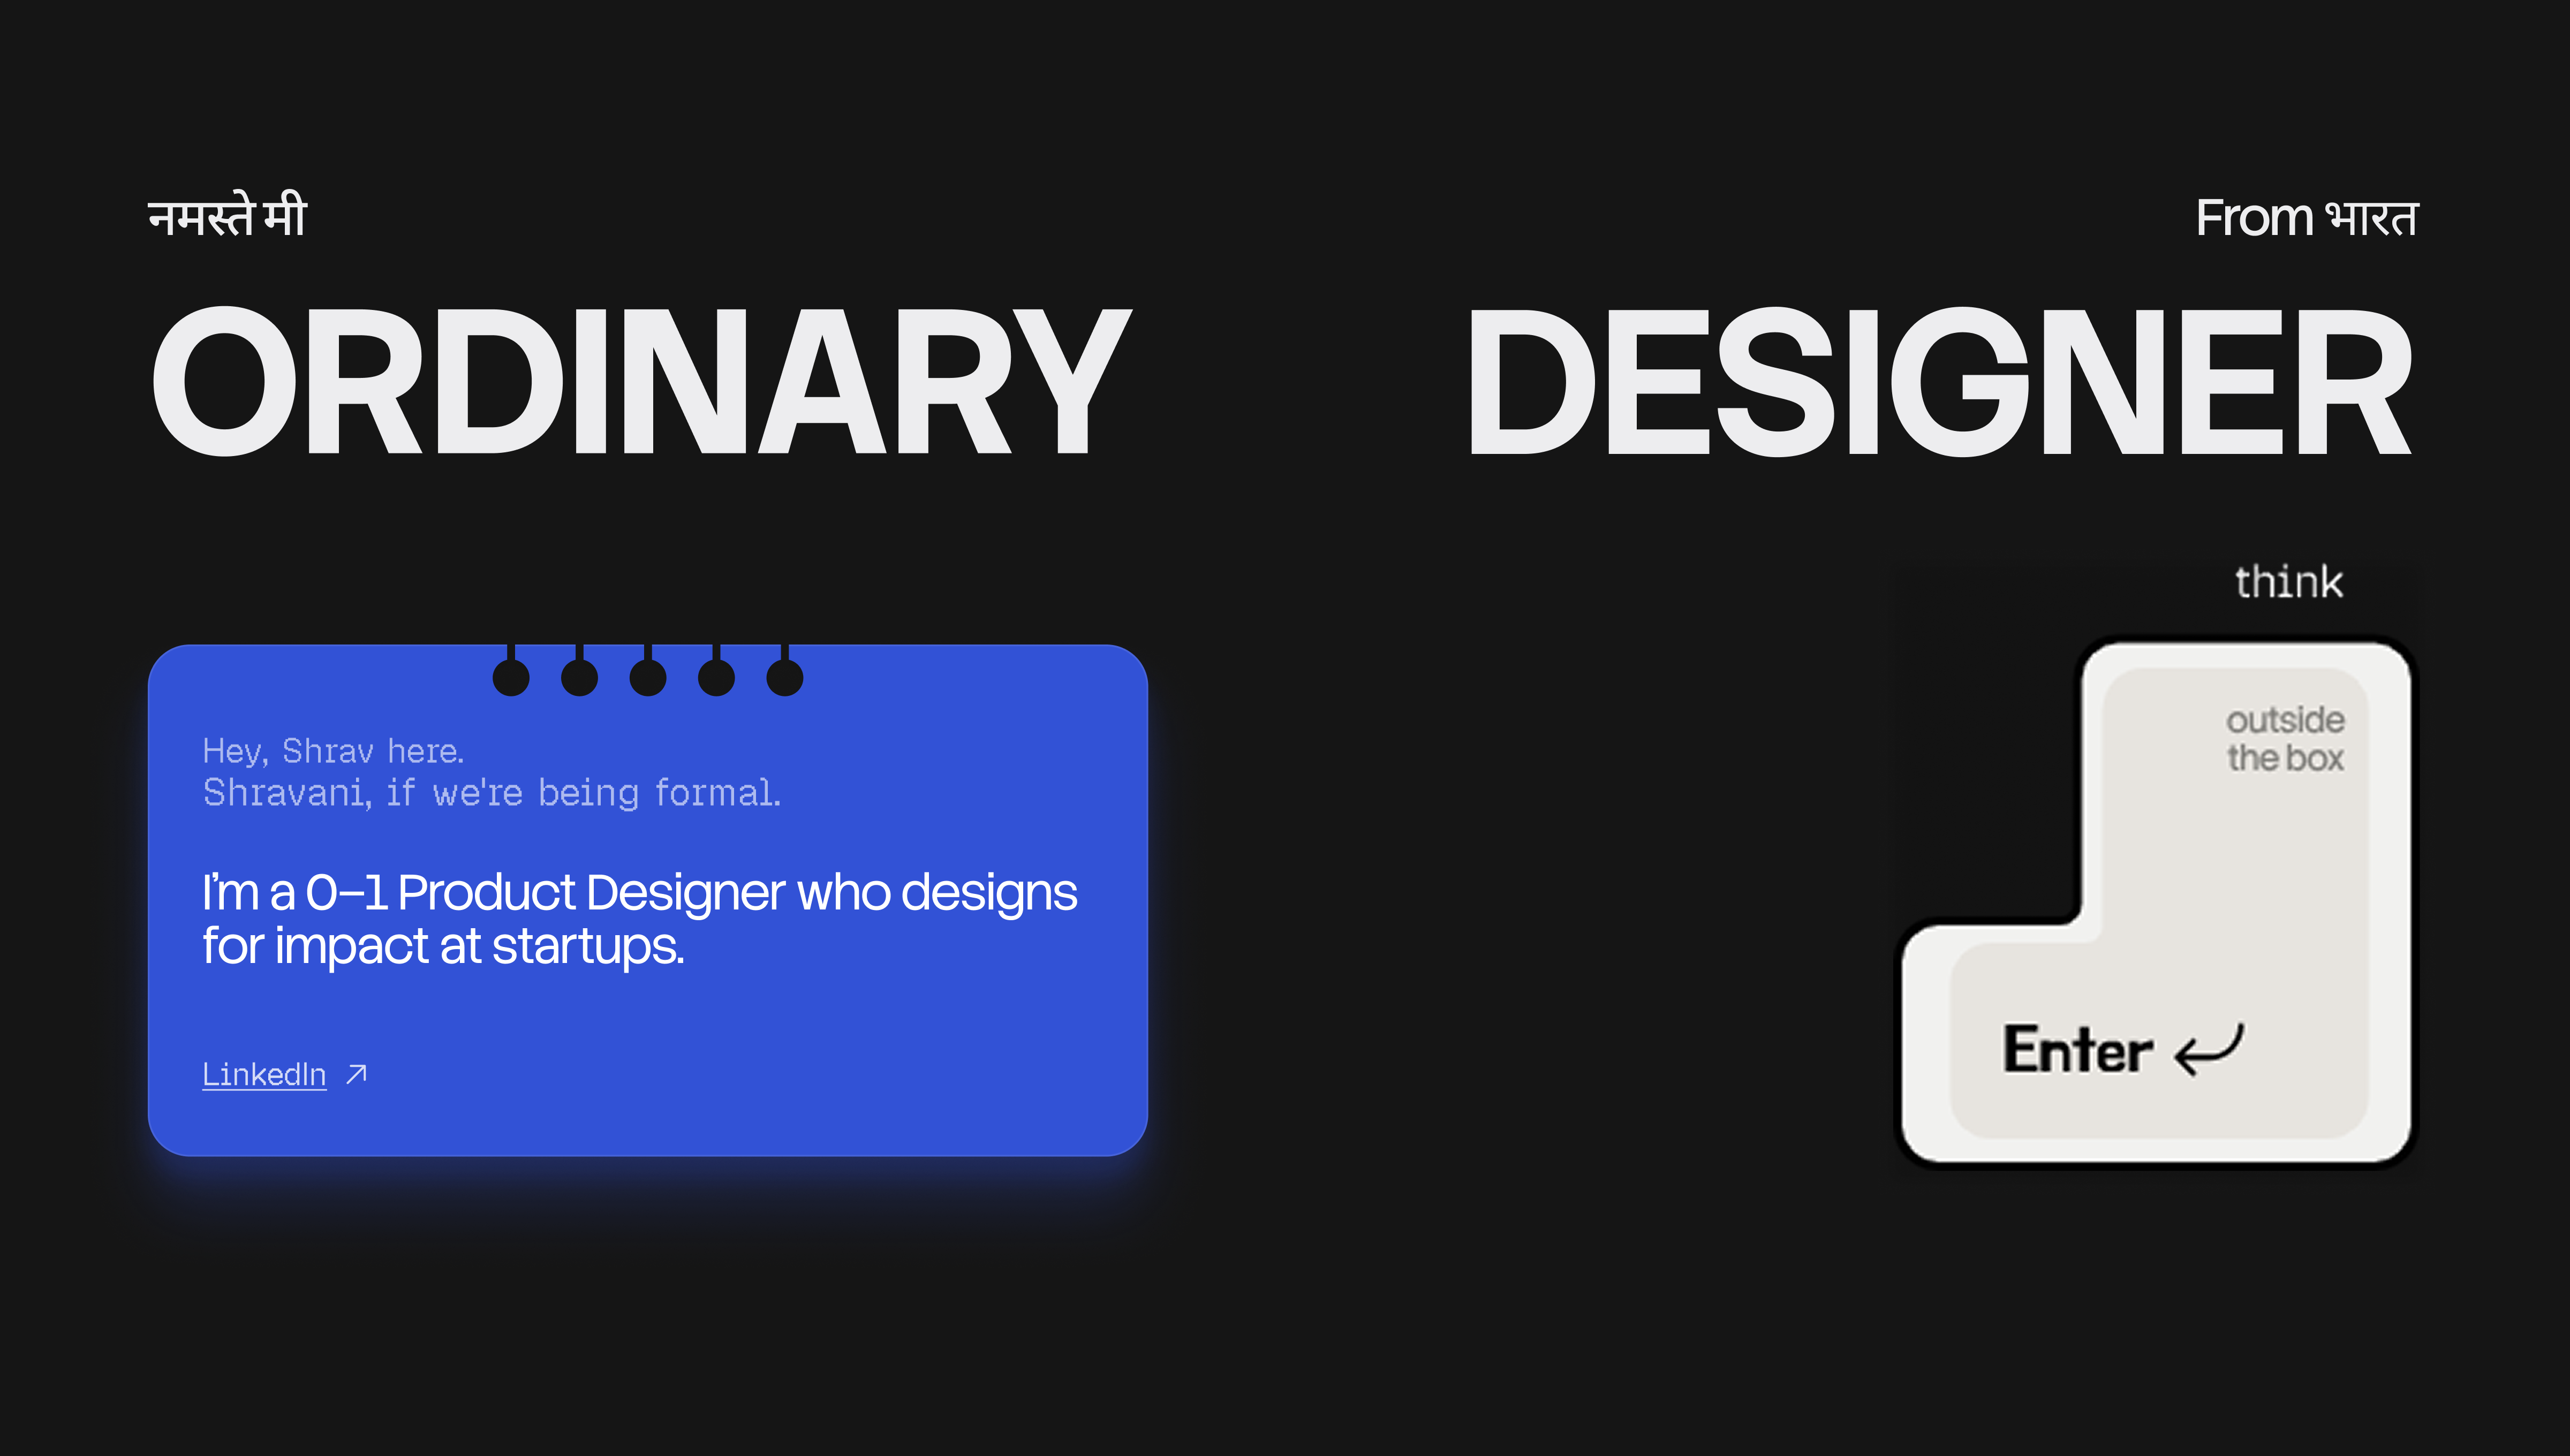 नमस्ते मी
From भारत
ORDINARY
DESIGNER
Hey, Shrav here.
Shravani, if we're being formal.
I'm a 0–1 Product Designer who designs
for impact at startups.
LinkedIn ↗
think
outside
the box
Enter ↩